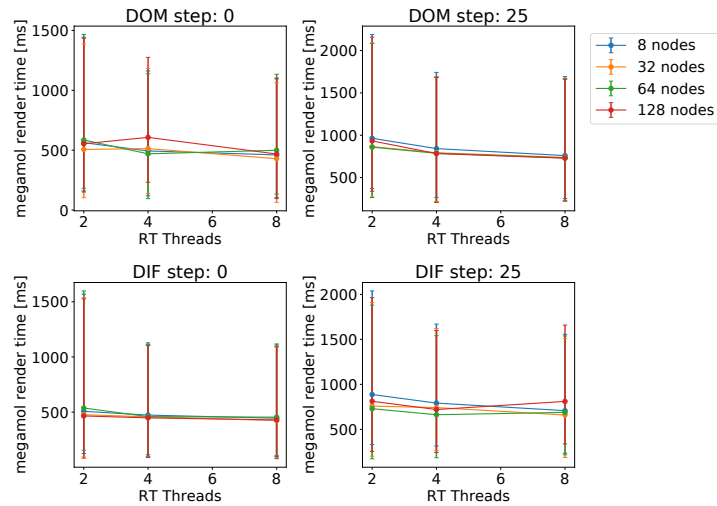 DOM step: 0
megamol render time [ms]
1500
1000
500
0
2
4
6
8
RT Threads
DOM step: 25
megamol render time [ms]
2000
1500
1000
500
2
4
6
8
RT Threads
8 nodes
32 nodes
64 nodes
128 nodes
DIF step: 0
megamol render time [ms]
1500
1000
500
2
4
6
8
RT Threads
DIF step: 25
megamol render time [ms]
2000
1500
1000
500
2
4
6
8
RT Threads